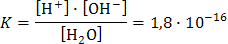 K = [H⁺] · [OH⁻] / [H₂O] = 1,8 · 10⁻¹⁶